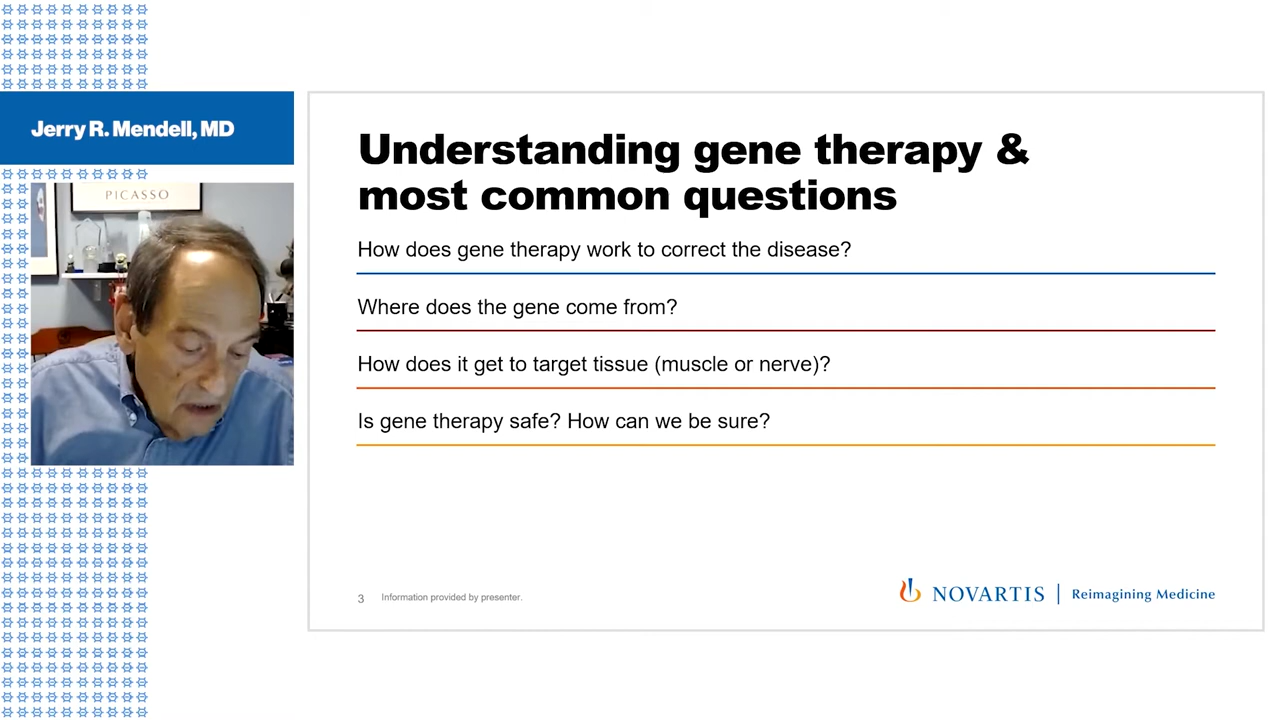 Jerry R. Mendell, MD
PICASSO
Understanding gene therapy &
most common questions
How does gene therapy work to correct the disease?
Where does the gene come from?
How does it get to target tissue (muscle or nerve)?
Is gene therapy safe? How can we be sure?
3 Information provided by presenter.
NOVARTIS | Reimagining Medicine